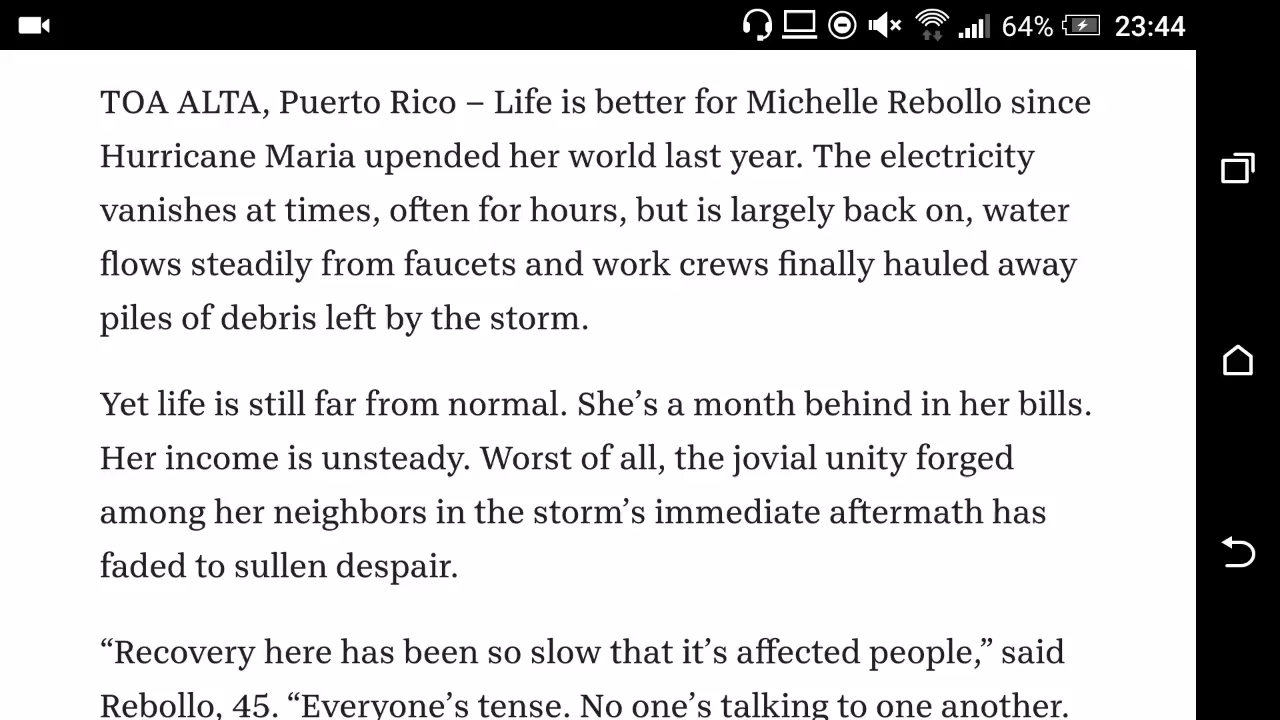 64% 23:44
TOA ALTA, Puerto Rico – Life is better for Michelle Rebollo since
Hurricane Maria upended her world last year. The electricity
vanishes at times, often for hours, but is largely back on, water
flows steadily from faucets and work crews finally hauled away
piles of debris left by the storm.
Yet life is still far from normal. She’s a month behind in her bills.
Her income is unsteady. Worst of all, the jovial unity forged
among her neighbors in the storm’s immediate aftermath has
faded to sullen despair.
“Recovery here has been so slow that it’s affected people,” said
Rebollo, 45. “Everyone’s tense. No one’s talking to one another.